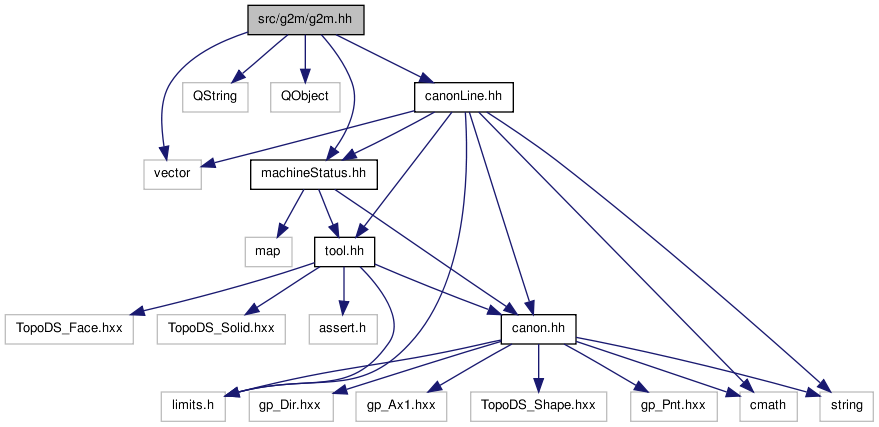 src/g2m/g2m.hh
QString
QObject
canonLine.hh
vector
machineStatus.hh
map
tool.hh
TopoDS_Face.hxx
TopoDS_Solid.hxx
assert.h
canon.hh
limits.h
gp_Dir.hxx
gp_Ax1.hxx
TopoDS_Shape.hxx
gp_Pnt.hxx
cmath
string